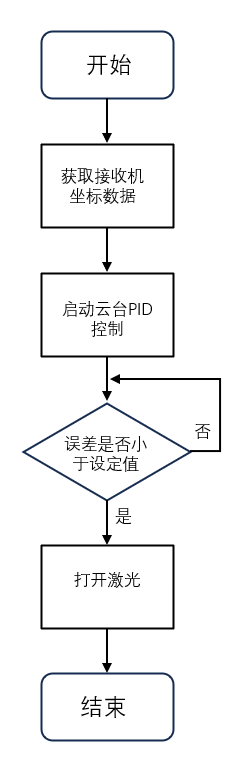 开始
获取接收机
坐标数据
启动云台PID
控制
误差是否小
于设定值
否
是
打开激光
结束